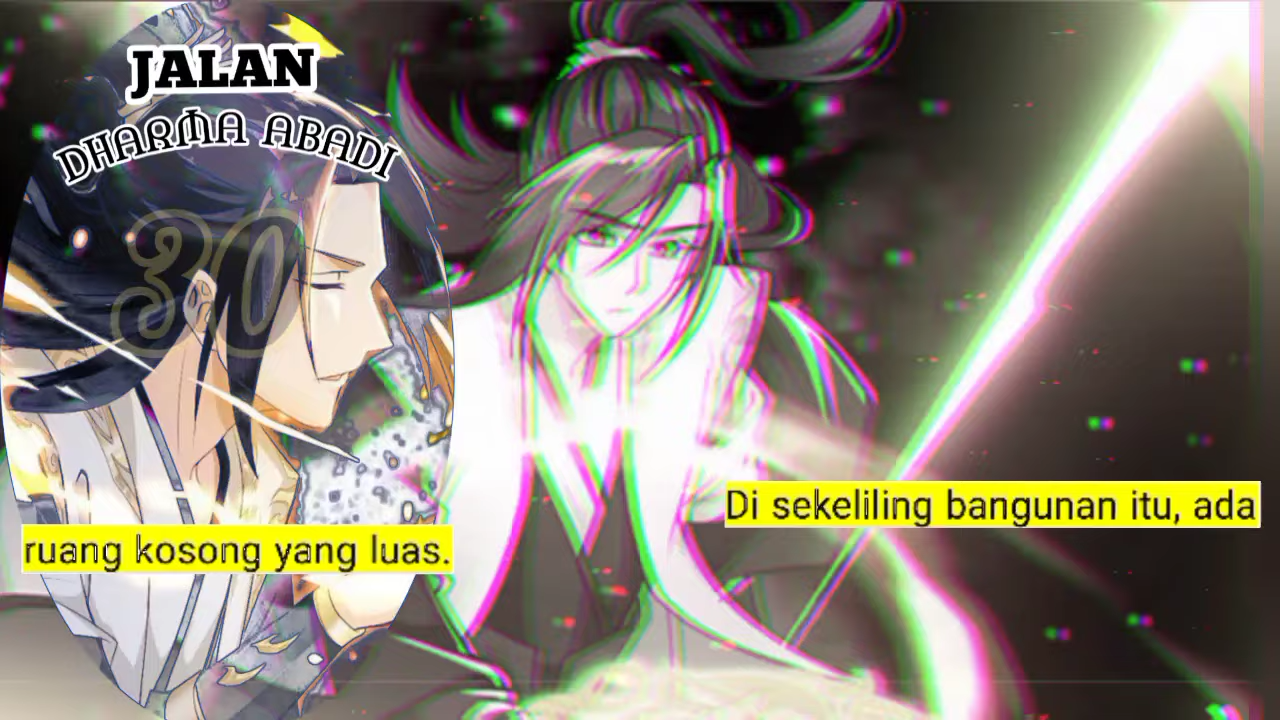 JALAN
DHARMA ABADI
30
Di sekeliling bangunan itu, ada
ruang kosong yang luas.